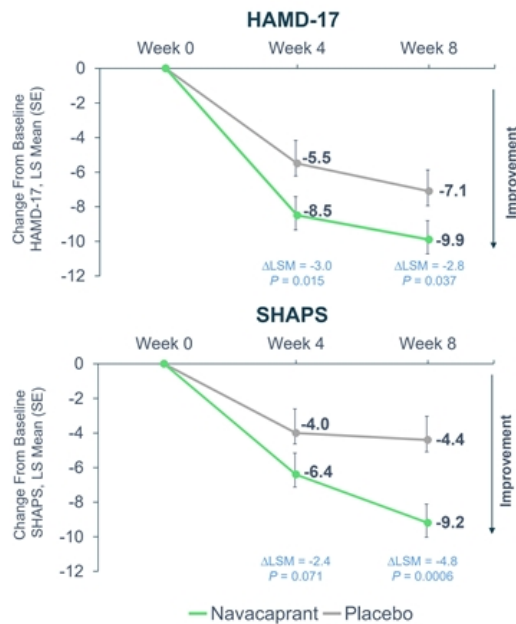 HAMD-17
Week 0 Week 4 Week 8
Change From Baseline
HAMD-17, LS Mean (SE)
0
-2
-4
-6
-8
-10
-12
-5.5
-7.1
-8.5
-9.9
ΔLSM = -3.0
P = 0.015
ΔLSM = -2.8
P = 0.037
Improvement
SHAPS
Week 0 Week 4 Week 8
Change From Baseline
SHAPS, LS Mean (SE)
0
-2
-4
-6
-8
-10
-12
-4.0
-4.4
-6.4
-9.2
ΔLSM = -2.4
P = 0.071
ΔLSM = -4.8
P = 0.0006
Improvement
Navacaprant Placebo